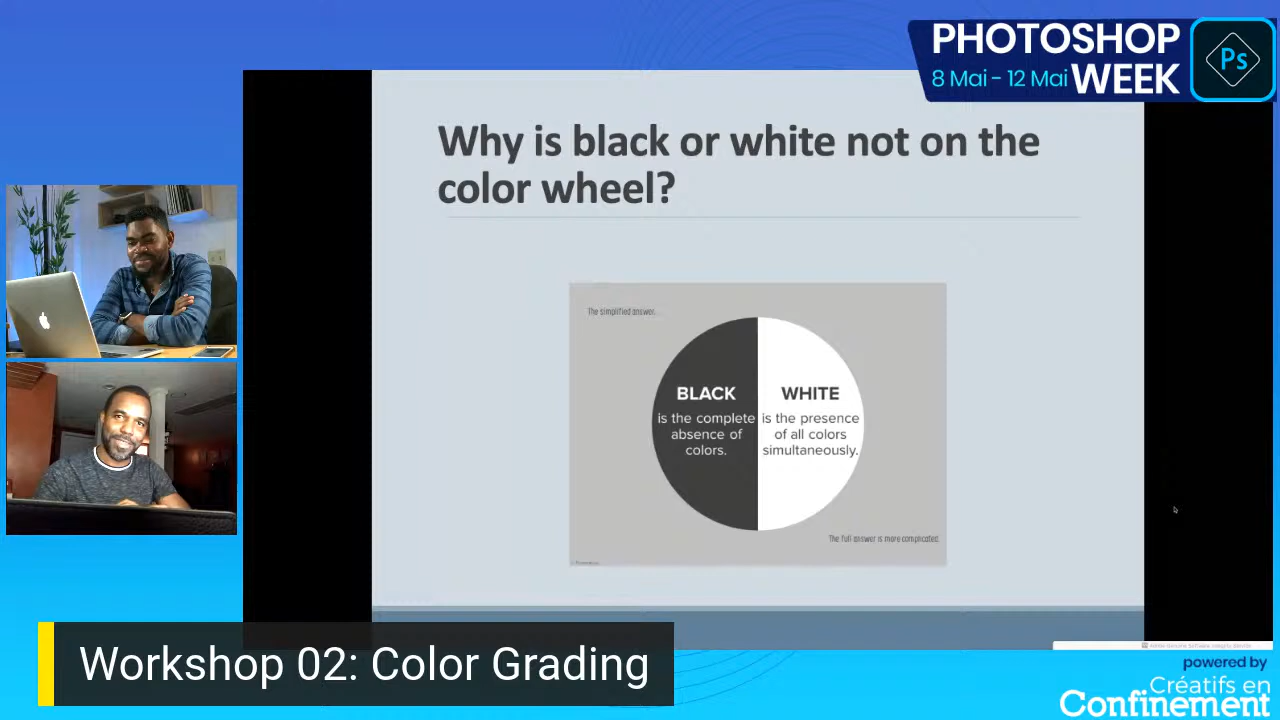 PHOTOSHOP
8 Mai - 12 Mai WEEK
Ps
Why is black or white not on the
color wheel?
The simplified answer...
BLACK
is the complete
absence of
colors.
WHITE
is the presence
of all colors
simultaneously.
The full answer is more complicated.
Workshop 02: Color Grading
powered by
Créatifs en
Confinement